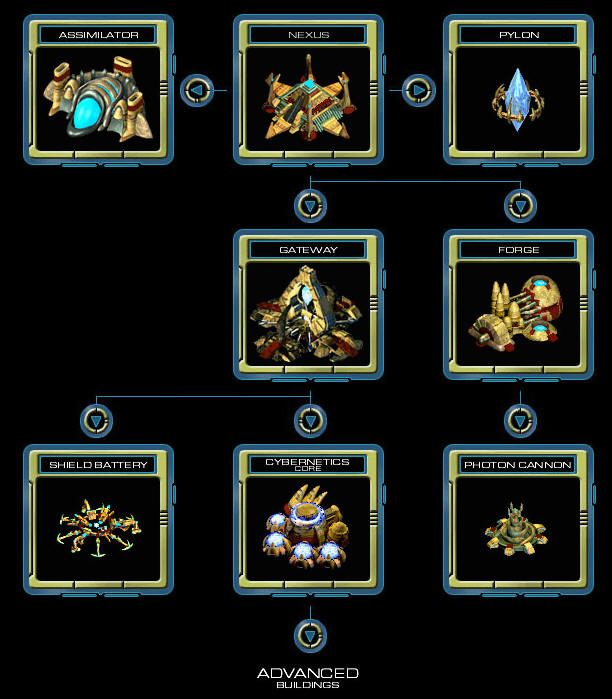 ASSIMILATOR
NEXUS
PYLON
GATEWAY
FORGE
SHIELD BATTERY
CYBERNETICS
CORE
PHOTON CANNON
ADVANCED
BUILDINGS